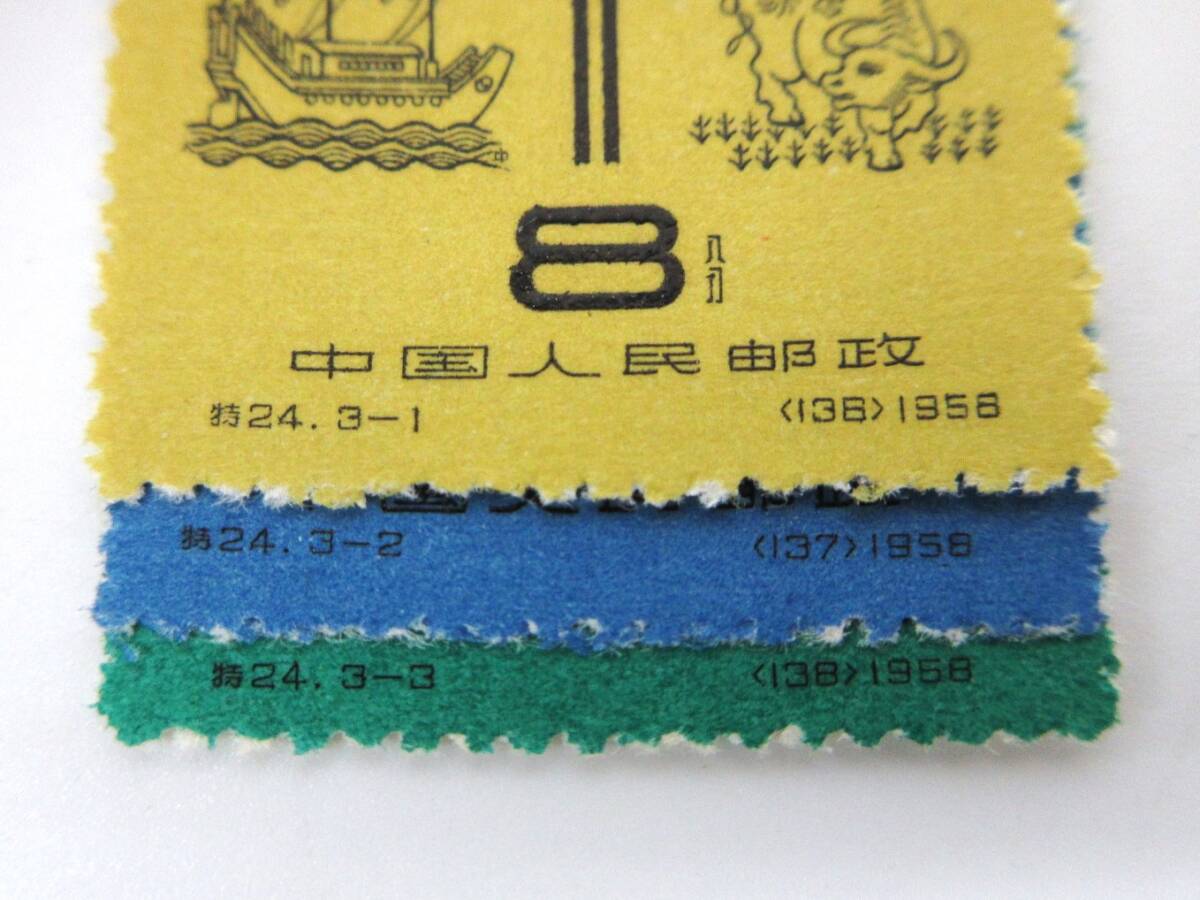 8 八分
中国人民邮政
特24. 3-1 (136) 1958
特24. 3-2 (137) 1958
特24. 3-3 (138) 1958